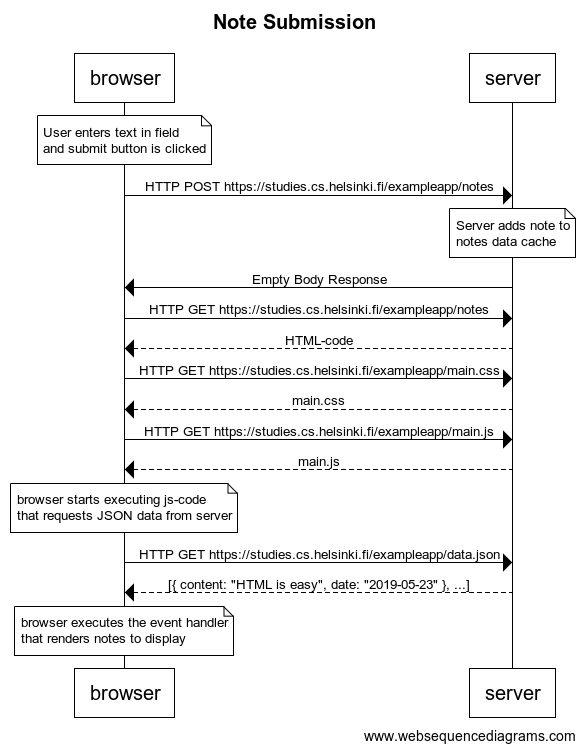 Note Submission
browser
server
User enters text in field
and submit button is clicked
HTTP POST https://studies.cs.helsinki.fi/exampleapp/notes
Server adds note to
notes data cache
Empty Body Response
HTTP GET https://studies.cs.helsinki.fi/exampleapp/notes
HTML-code
HTTP GET https://studies.cs.helsinki.fi/exampleapp/main.css
main.css
HTTP GET https://studies.cs.helsinki.fi/exampleapp/main.js
main.js
browser starts executing js-code
that requests JSON data from server
HTTP GET https://studies.cs.helsinki.fi/exampleapp/data.json
[{ content: "HTML is easy", date: "2019-05-23" }, ...]
browser executes the event handler
that renders notes to display
browser
server
www.websequencediagrams.com